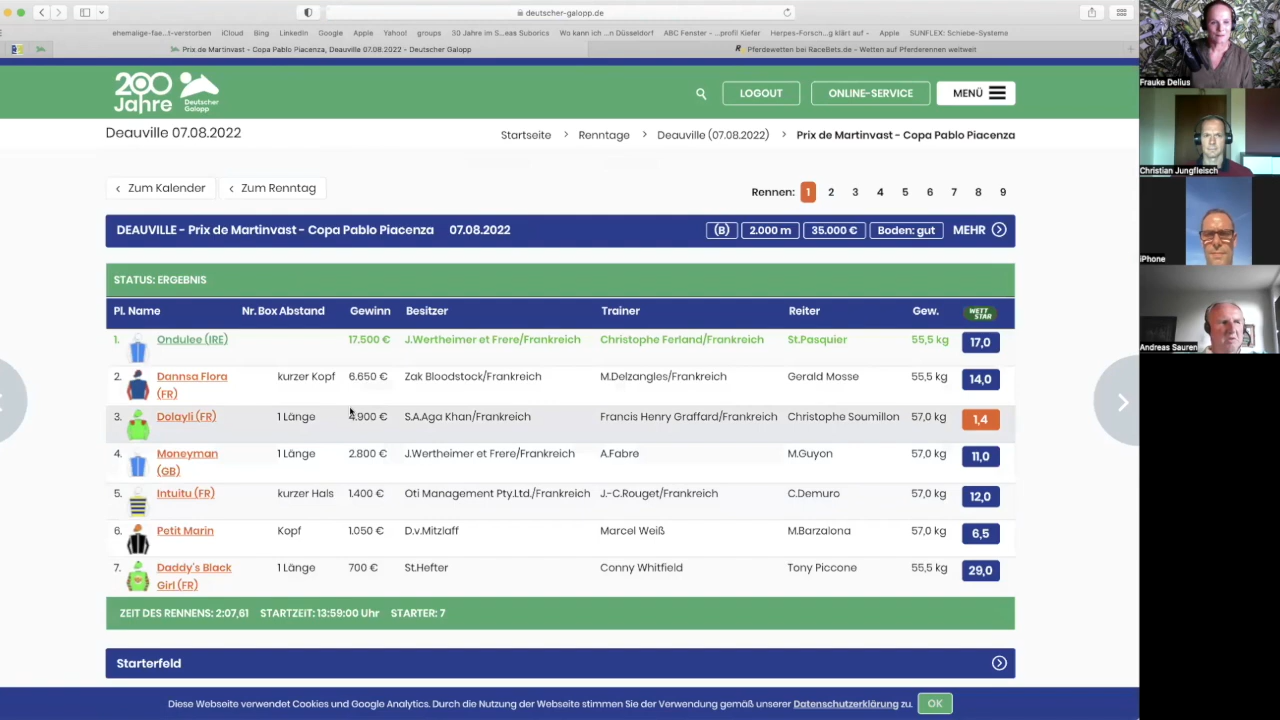 deutscher-galopp.de
ehemalige-fae...t-verstorben iCloud Bing LinkedIn Google Apple Yahoo! groups 30 Jahre im S...eas Suborics Wo kann ich ...n Düsseldorf ABC Fenster - ...profil Kiefer Herpes-Forsch...g klärt auf - Apple SUNFLEX: Schiebe-Systeme
Prix de Martinvast - Copa Pablo Piacenza, Deauville 07.08.2022 - Deutscher Galopp
Pferdewetten bei RaceBets.de - Wetten auf Pferderennen weltweit
200 Jahre Deutscher Galopp
LOGOUT ONLINE-SERVICE MENÜ
Deauville 07.08.2022
Startseite > Renntage > Deauville (07.08.2022) > Prix de Martinvast - Copa Pablo Piacenza
‹ Zum Kalender ‹ Zum Renntag
Rennen: 1 2 3 4 5 6 7 8 9
DEAUVILLE - Prix de Martinvast - Copa Pablo Piacenza 07.08.2022 (B) 2.000 m 35.000 € Boden: gut MEHR
STATUS: ERGEBNIS
Pl. Name Nr. Box Abstand Gewinn Besitzer Trainer Reiter Gew. WETT STAR
1. Ondulee (IRE) 17.500 € J.Wertheimer et Frere/Frankreich Christophe Ferland/Frankreich St.Pasquier 55,5 kg 17,0
2. Dannsa Flora (FR) kurzer Kopf 6.650 € Zak Bloodstock/Frankreich M.Delzangles/Frankreich Gerald Mosse 55,5 kg 14,0
3. Dolayli (FR) 1 Länge 4.900 € S.A.Aga Khan/Frankreich Francis Henry Graffard/Frankreich Christophe Soumillon 57,0 kg 1,4
4. Moneyman (GB) 1 Länge 2.800 € J.Wertheimer et Frere/Frankreich A.Fabre M.Guyon 57,0 kg 11,0
5. Intuitu (FR) kurzer Hals 1.400 € Oti Management Pty.Ltd./Frankreich J.-C.Rouget/Frankreich C.Demuro 57,0 kg 12,0
6. Petit Marin Kopf 1.050 € D.v.Mitzlaff Marcel Weiß M.Barzalona 57,0 kg 6,5
7. Daddy's Black Girl (FR) 1 Länge 700 € St.Hefter Conny Whitfield Tony Piccone 55,5 kg 29,0
ZEIT DES RENNENS: 2:07,61 STARTZEIT: 13:59:00 Uhr STARTER: 7
Starterfeld
Diese Webseite verwendet Cookies und Google Analytics. Durch die Nutzung der Webseite stimmen Sie der Verwendung gemäß unserer Datenschutzerklärung zu. OK
Frauke Delius
Christian Jungfleisch
iPhone
Andreas Sauren